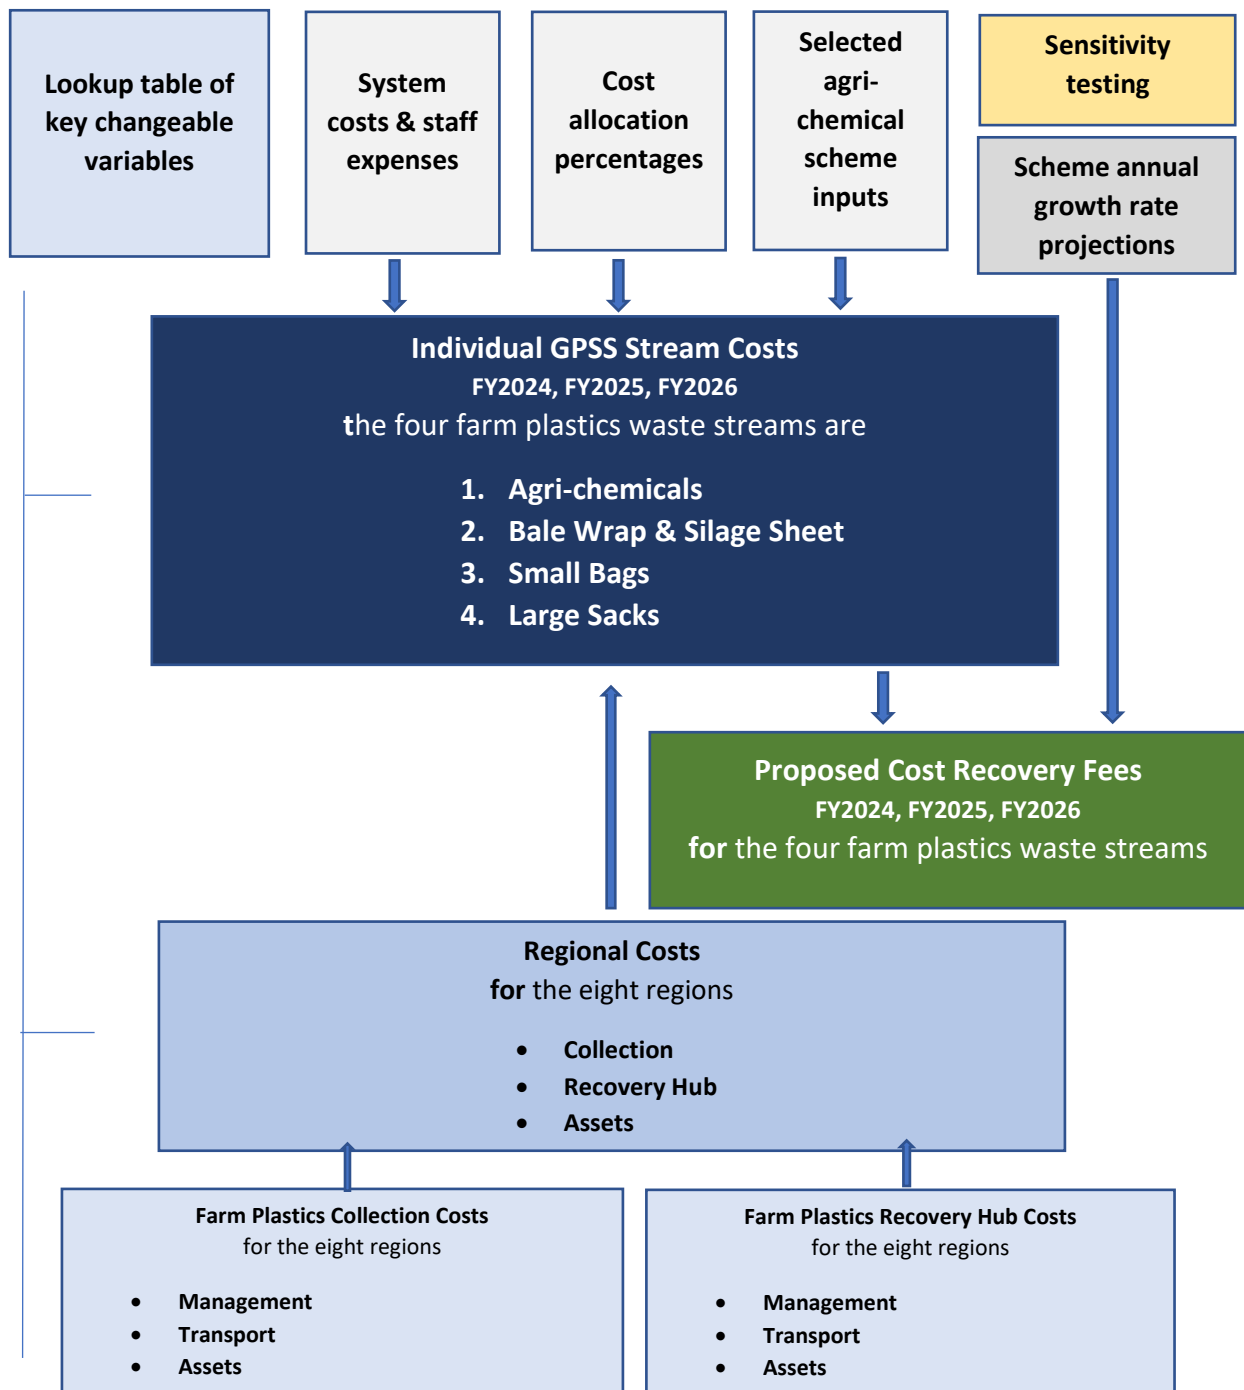 Lookup table of
key changeable
variables
System
costs & staff
expenses
Cost
allocation
percentages
Selected
agri-
chemical
scheme
inputs
Sensitivity
testing
Scheme annual
growth rate
projections
Individual GPSS Stream Costs
FY2024, FY2025, FY2026
the four farm plastics waste streams are
1. Agri-chemicals
2. Bale Wrap & Silage Sheet
3. Small Bags
4. Large Sacks
Proposed Cost Recovery Fees
FY2024, FY2025, FY2026
for the four farm plastics waste streams
Regional Costs
for the eight regions
• Collection
• Recovery Hub
• Assets
Farm Plastics Collection Costs
for the eight regions
• Management
• Transport
• Assets
Farm Plastics Recovery Hub Costs
for the eight regions
• Management
• Transport
• Assets